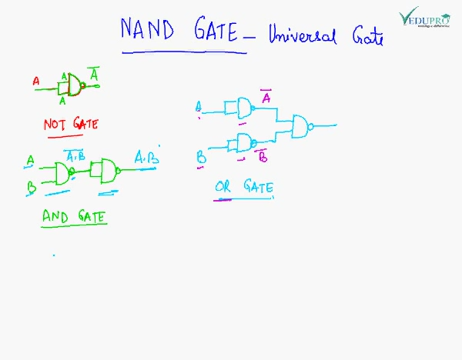 NAND GATE - Universal Gate
VEDUPRO
A A A̅
A
NOT GATE
A A̅.̅B̅ A.B
B
AND GATE
A A̅
B B̅
OR GATE